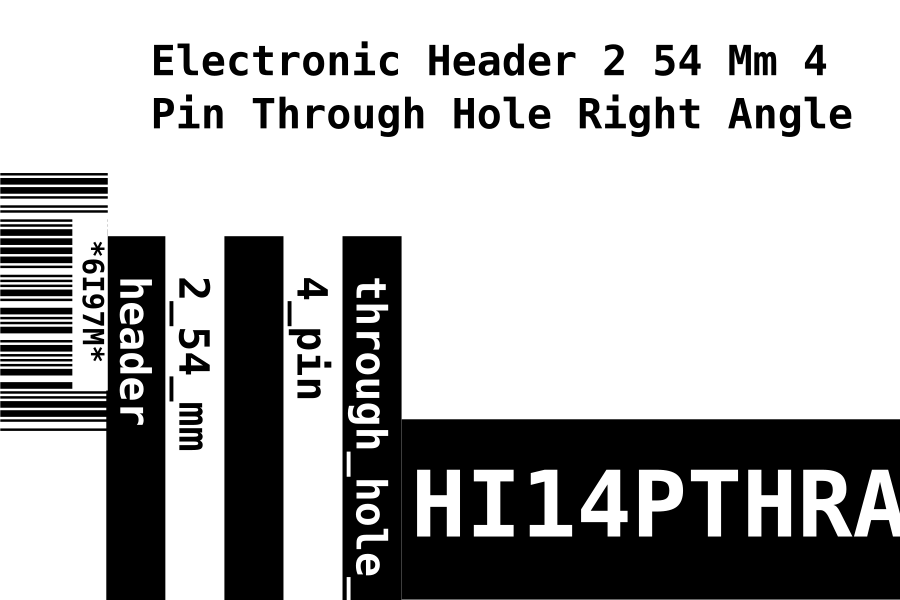 Electronic Header 2 54 Mm 4
Pin Through Hole Right Angle
*6I97M*
header
2_54_mm
4_pin
through_hole_
HI14PTHRA